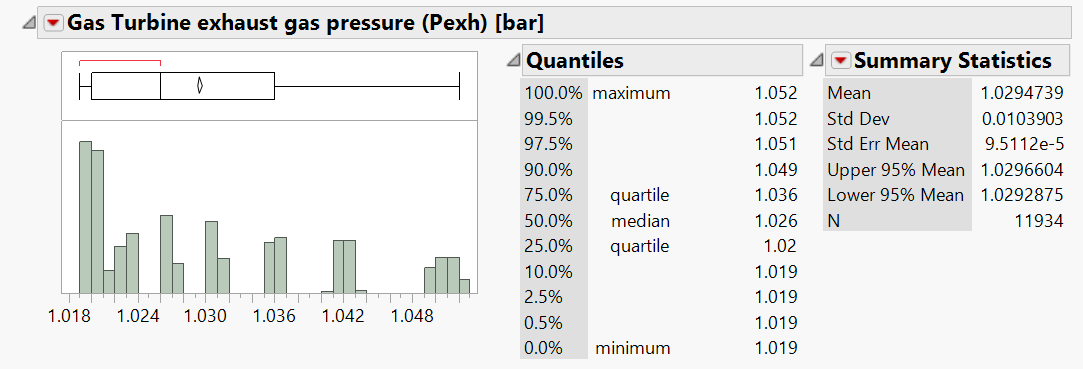 Gas Turbine exhaust gas pressure (Pexh) [bar]
1.018 1.024 1.030 1.036 1.042 1.048
Quantiles
100.0% maximum 1.052
99.5% 1.052
97.5% 1.051
90.0% 1.049
75.0% quartile 1.036
50.0% median 1.026
25.0% quartile 1.02
10.0% 1.019
2.5% 1.019
0.5% 1.019
0.0% minimum 1.019
Summary Statistics
Mean 1.0294739
Std Dev 0.0103903
Std Err Mean 9.5112e-5
Upper 95% Mean 1.0296604
Lower 95% Mean 1.0292875
N 11934